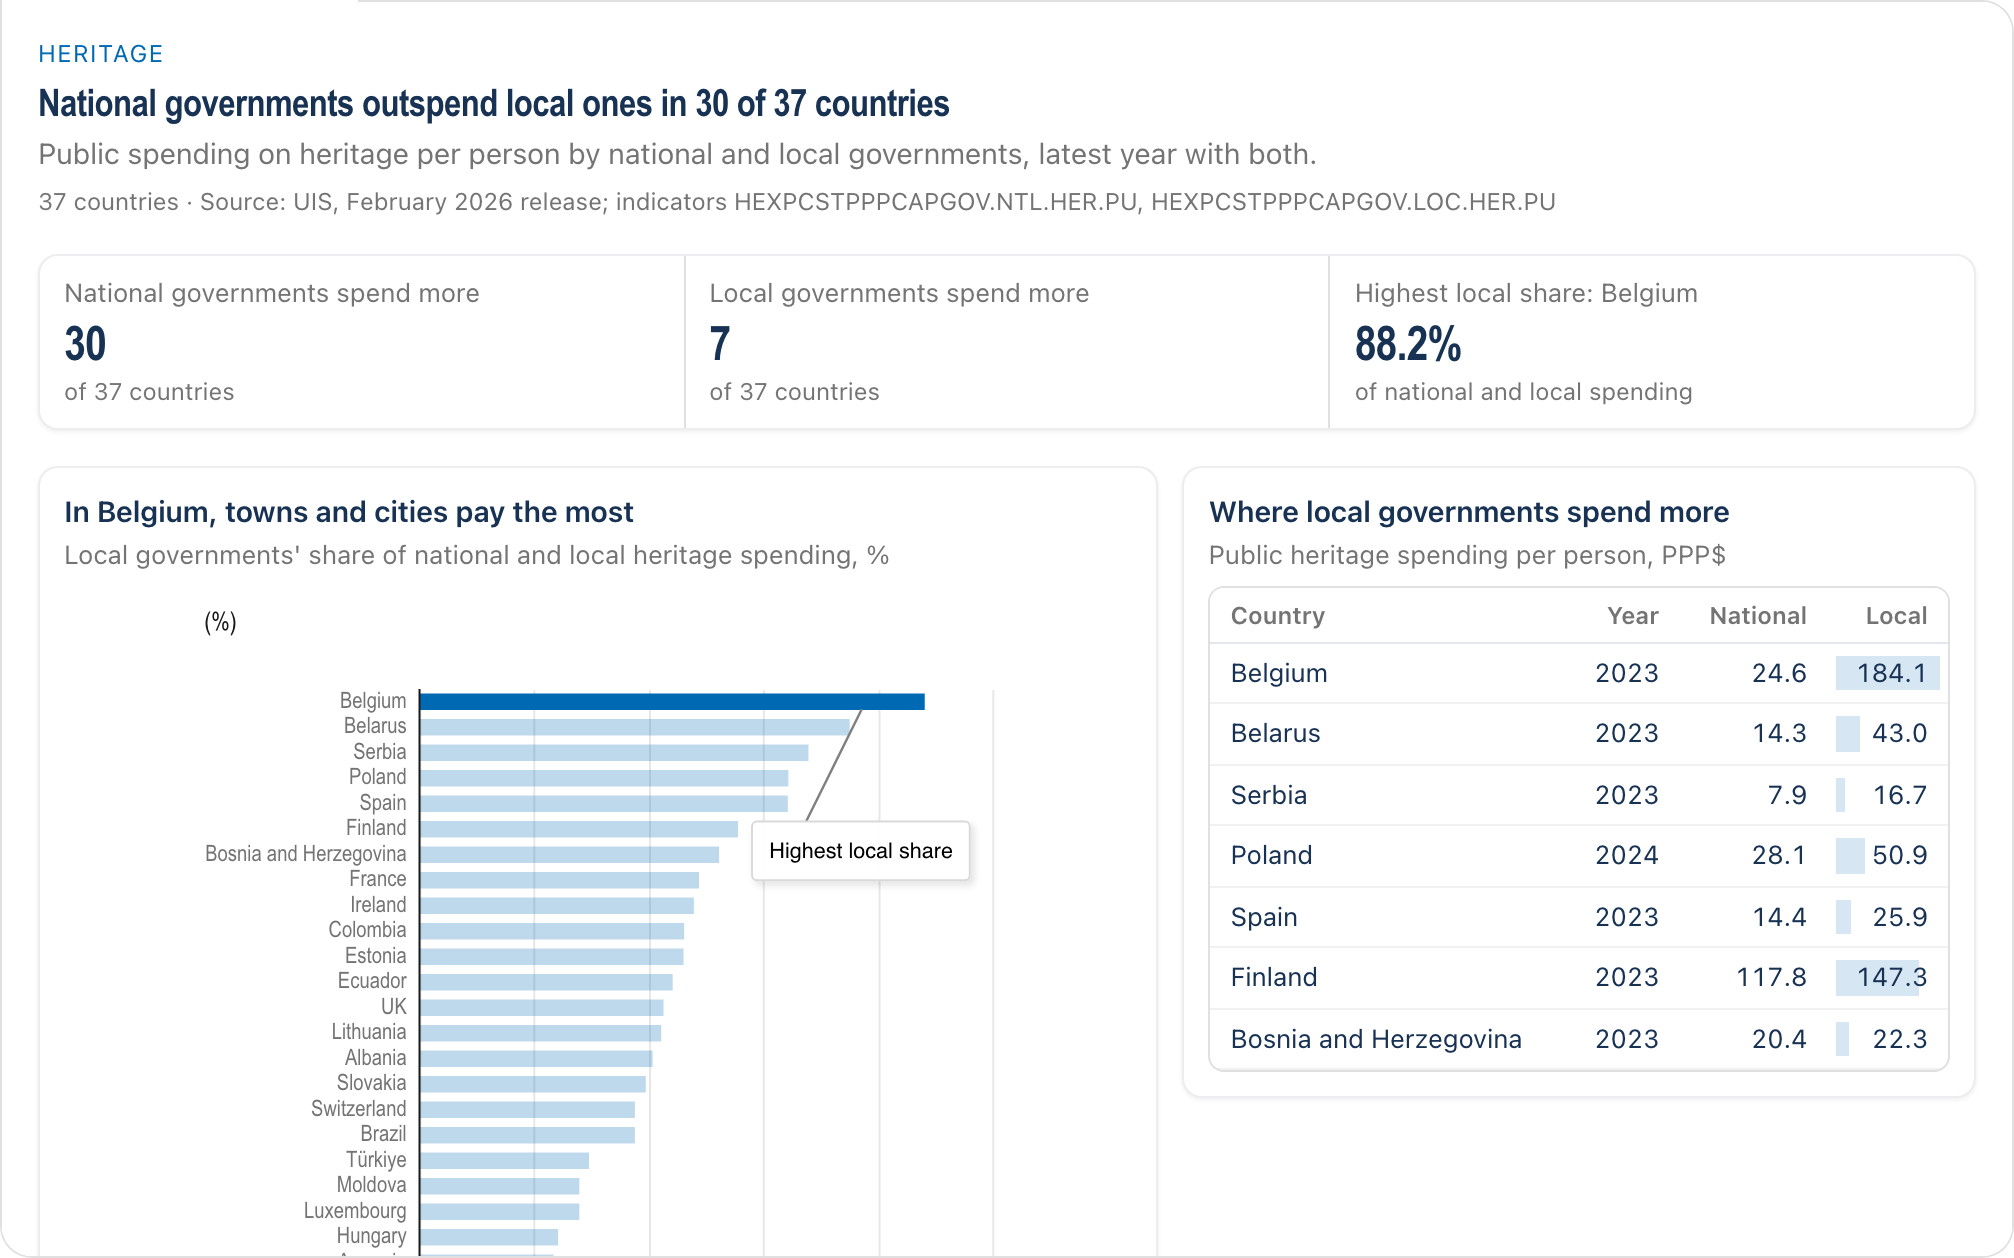 HERITAGE
National governments outspend local ones in 30 of 37 countries
Public spending on heritage per person by national and local governments, latest year with both.
37 countries · Source: UIS, February 2026 release; indicators HEXPCSTPPPCAPGOV.NTL.HER.PU, HEXPCSTPPPCAPGOV.LOC.HER.PU
National governments spend more
30
of 37 countries
Local governments spend more
7
of 37 countries
Highest local share: Belgium
88.2%
of national and local spending
In Belgium, towns and cities pay the most
Local governments' share of national and local heritage spending, %
(%)
Belgium
Belarus
Serbia
Poland
Spain
Finland
Bosnia and Herzegovina
France
Ireland
Colombia
Estonia
Ecuador
UK
Lithuania
Albania
Slovakia
Switzerland
Brazil
Türkiye
Moldova
Luxembourg
Hungary
Highest local share
Where local governments spend more
Public heritage spending per person, PPP$
Country Year National Local
Belgium 2023 24.6 184.1
Belarus 2023 14.3 43.0
Serbia 2023 7.9 16.7
Poland 2024 28.1 50.9
Spain 2023 14.4 25.9
Finland 2023 117.8 147.3
Bosnia and Herzegovina 2023 20.4 22.3